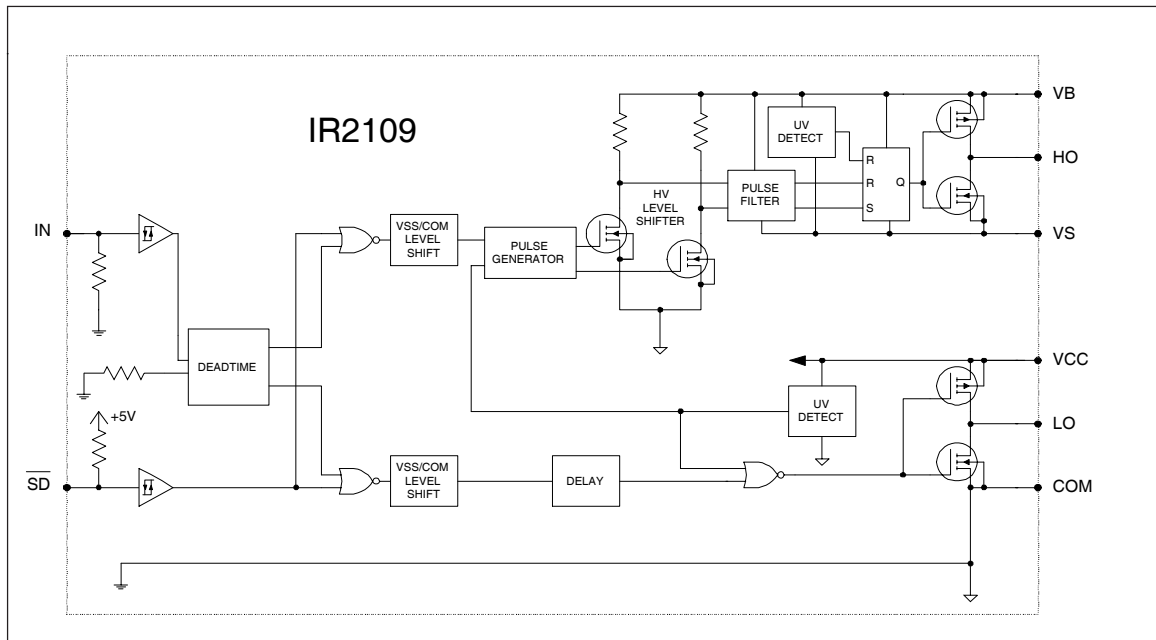 IR2109
VB
UV
DETECT
R
R
S
Q
HO
PULSE
FILTER
HV
LEVEL
SHIFTER
IN
VSS/COM
LEVEL
SHIFT
PULSE
GENERATOR
VS
DEADTIME
VCC
+5V
UV
DETECT
LO
SD
VSS/COM
LEVEL
SHIFT
DELAY
COM